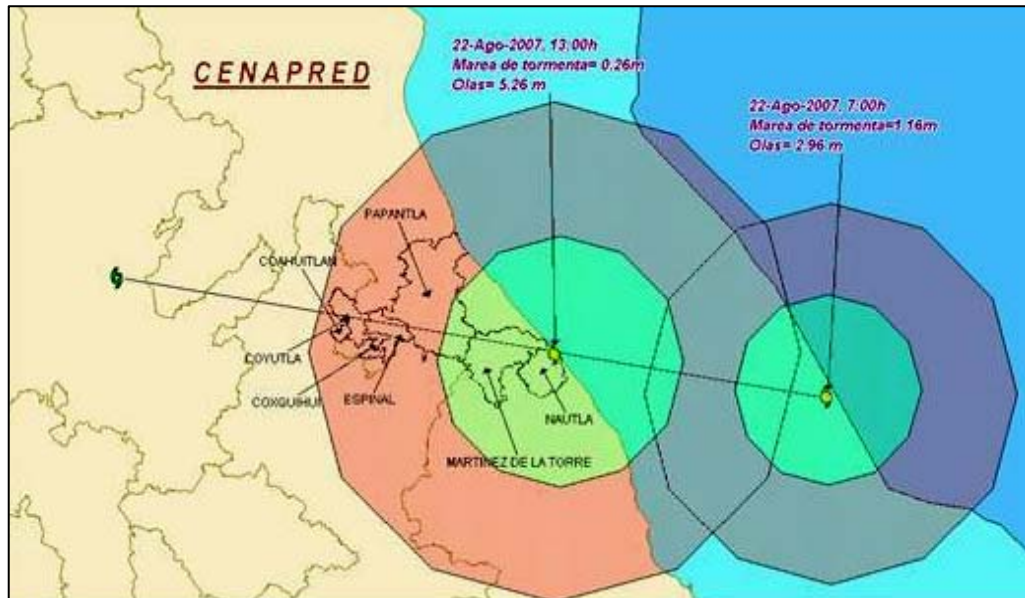 CENAPRED
22-Ago-2007, 13:00h
Marea de tormenta= 0.26m
Olas= 5.26 m
22-Ago-2007, 7:00h
Marea de tormenta=1.16m
Olas= 2.96 m
PAPANTLA
COAHUITLAN
COYUTLA
COXQUIHUI
ESPINAL
NAUTLA
MARTINEZ DE LA TORRE